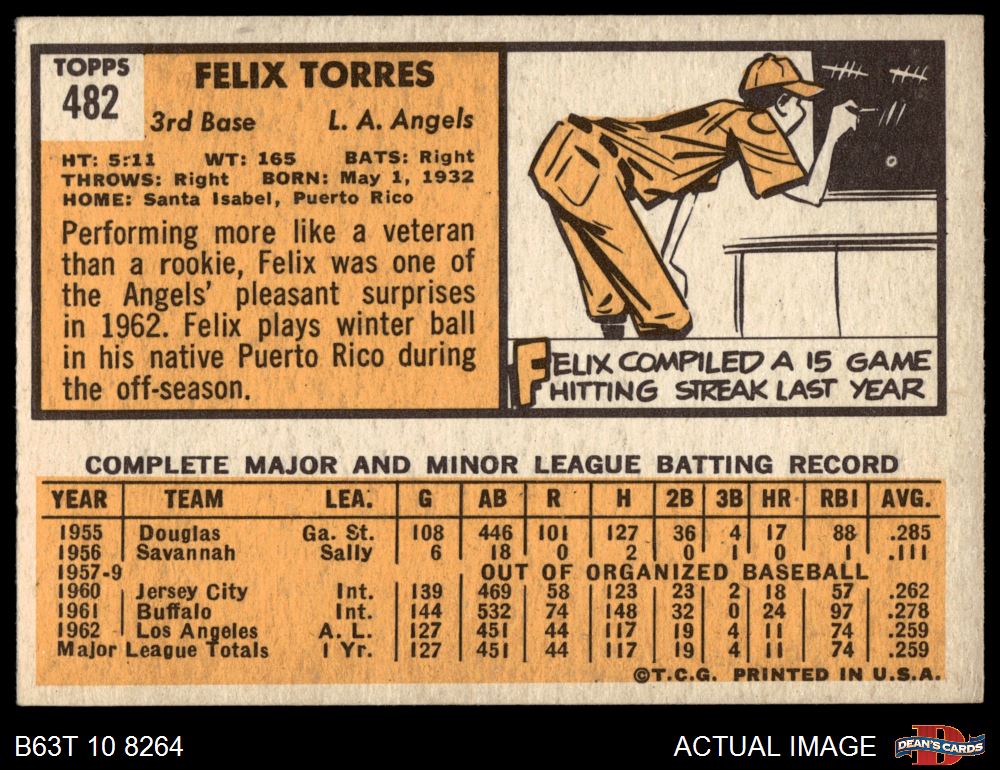 TOPPS
482
FELIX TORRES
3rd Base L. A. Angels
HT: 5:11 WT: 165 BATS: Right
THROWS: Right BORN: May 1, 1932
HOME: Santa Isabel, Puerto Rico
Performing more like a veteran
than a rookie, Felix was one of
the Angels' pleasant surprises
in 1962. Felix plays winter ball
in his native Puerto Rico during
the off-season.
FELIX COMPILED A 15 GAME
HITTING STREAK LAST YEAR
COMPLETE MAJOR AND MINOR LEAGUE BATTING RECORD
YEAR TEAM LEA. G AB R H 2B 3B HR RBI AVG.
1955 Douglas Ga. St. 108 446 101 127 36 4 17 88 .285
1956 Savannah Sally 6 18 0 2 0 1 0 1 .111
1957-9 OUT OF ORGANIZED BASEBALL
1960 Jersey City Int. 139 469 58 123 23 2 18 57 .262
1961 Buffalo Int. 144 532 74 148 32 0 24 97 .278
1962 Los Angeles A. L. 127 451 44 117 19 4 11 74 .259
Major League Totals 1 Yr. 127 451 44 117 19 4 11 74 .259
©T.C.G. PRINTED IN U.S.A.
B63T 10 8264 ACTUAL IMAGE DEAN'S CARDS